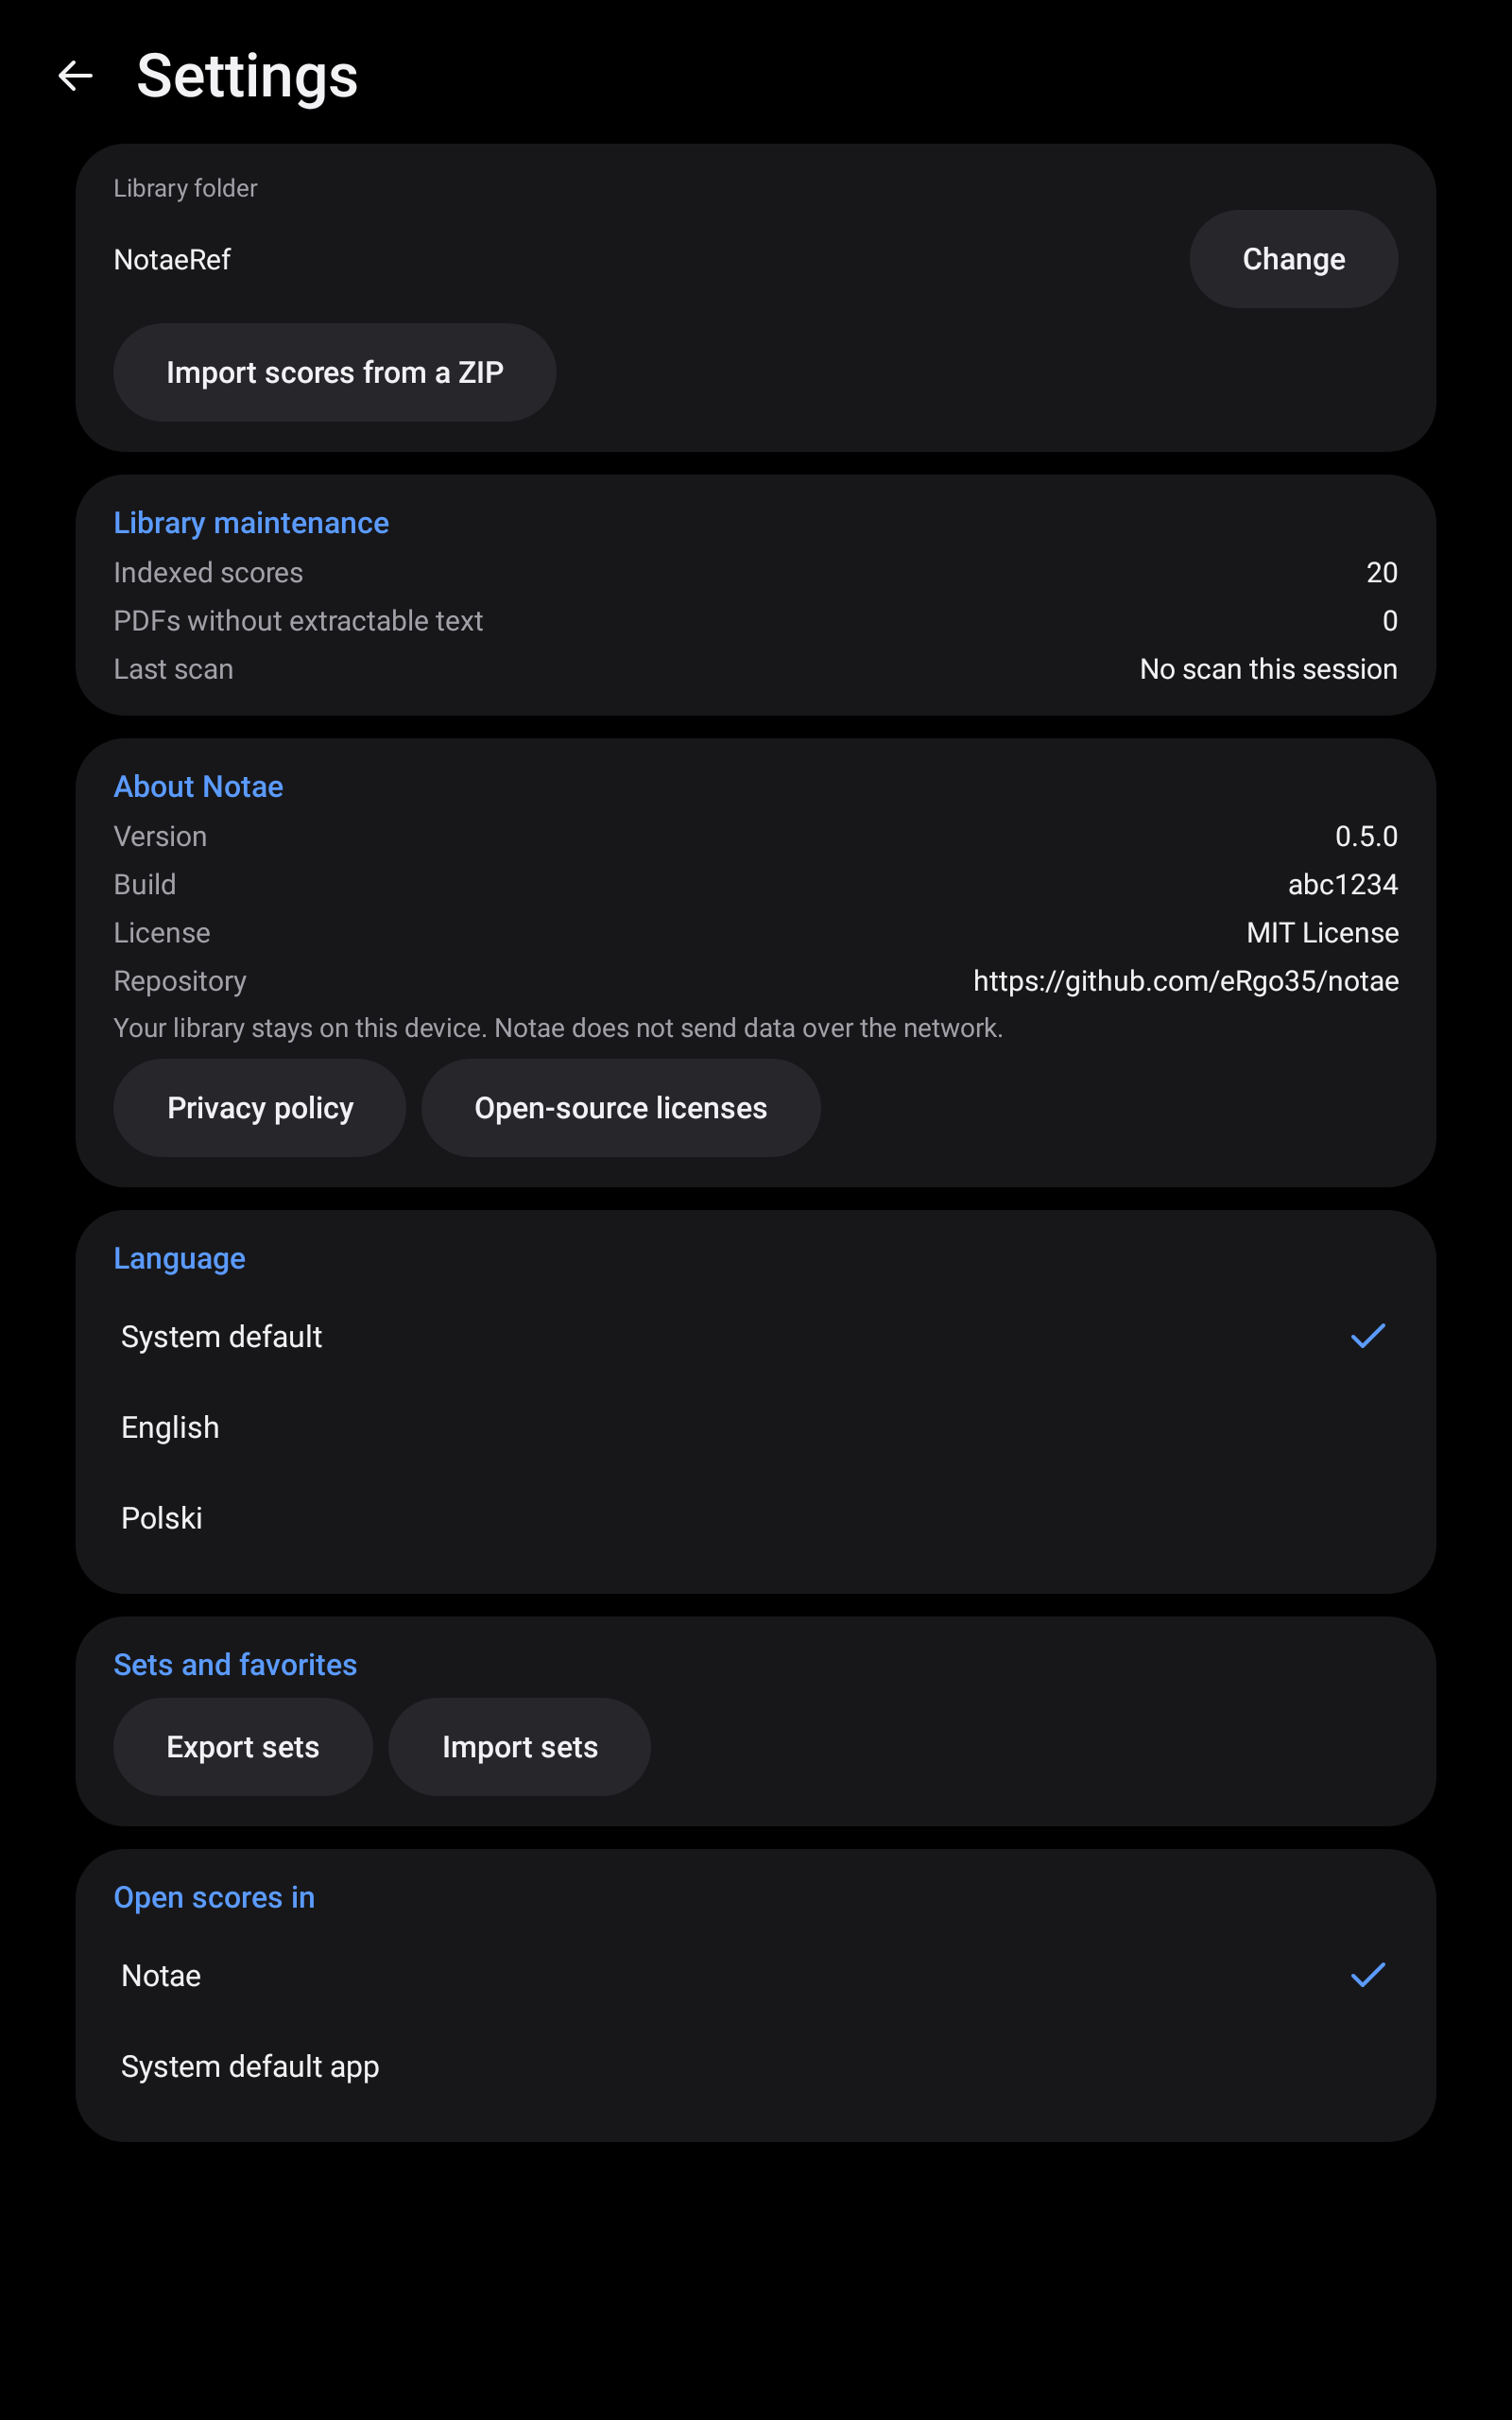 Settings
Library folder
NotaeRef
Change
Import scores from a ZIP
Library maintenance
Indexed scores 20
PDFs without extractable text 0
Last scan No scan this session
About Notae
Version 0.5.0
Build abc1234
License MIT License
Repository https://github.com/eRgo35/notae
Your library stays on this device. Notae does not send data over the network.
Privacy policy Open-source licenses
Language
System default
English
Polski
Sets and favorites
Export sets Import sets
Open scores in
Notae
System default app